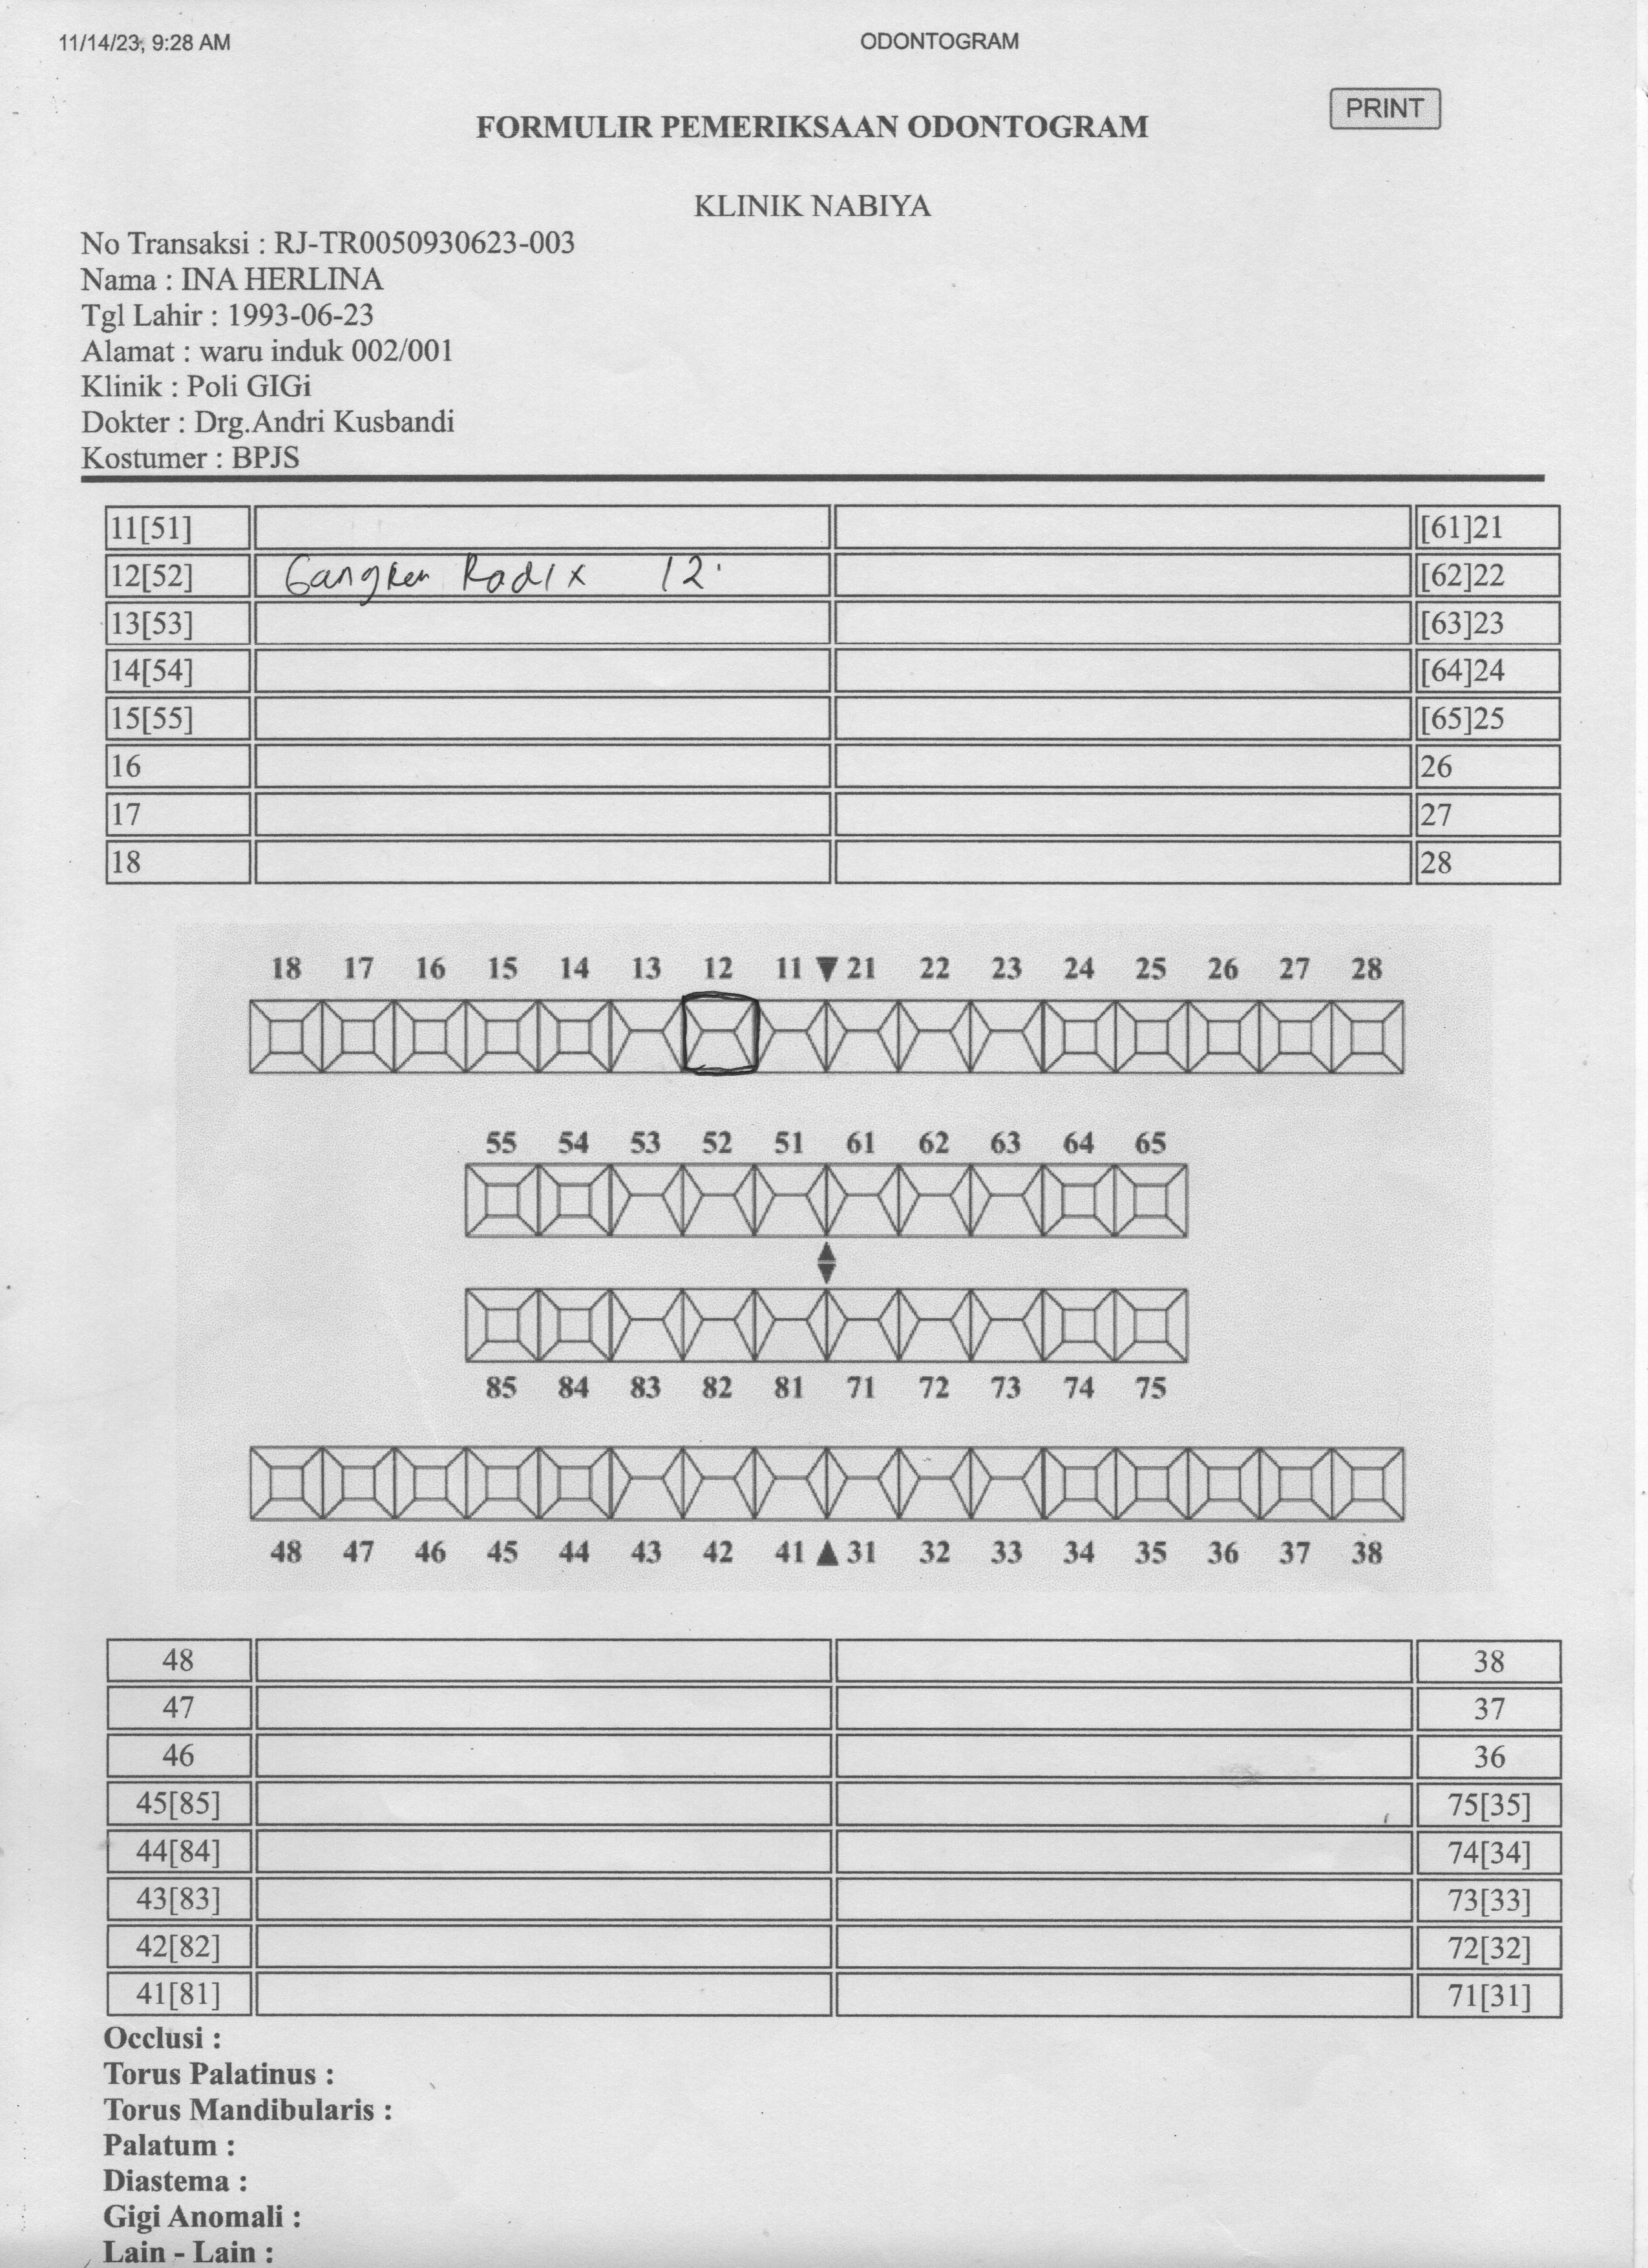 11/14/23, 9:28 AM ODONTOGRAM
PRINT
FORMULIR PEMERIKSAAN ODONTOGRAM
KLINIK NABIYA
No Transaksi : RJ-TR0050930623-003
Nama : INA HERLINA
Tgl Lahir : 1993-06-23
Alamat : waru induk 002/001
Klinik : Poli GIGi
Dokter : Drg.Andri Kusbandi
Kostumer : BPJS
11[51] [61]21
12[52] Gangren Radix 12 [62]22
13[53] [63]23
14[54] [64]24
15[55] [65]25
16 26
17 27
18 28
18 17 16 15 14 13 12 11 21 22 23 24 25 26 27 28
55 54 53 52 51 61 62 63 64 65
85 84 83 82 81 71 72 73 74 75
48 47 46 45 44 43 42 41 31 32 33 34 35 36 37 38
48 38
47 37
46 36
45[85] 75[35]
44[84] 74[34]
43[83] 73[33]
42[82] 72[32]
41[81] 71[31]
Occlusi :
Torus Palatinus :
Torus Mandibularis :
Palatum :
Diastema :
Gigi Anomali :
Lain - Lain :